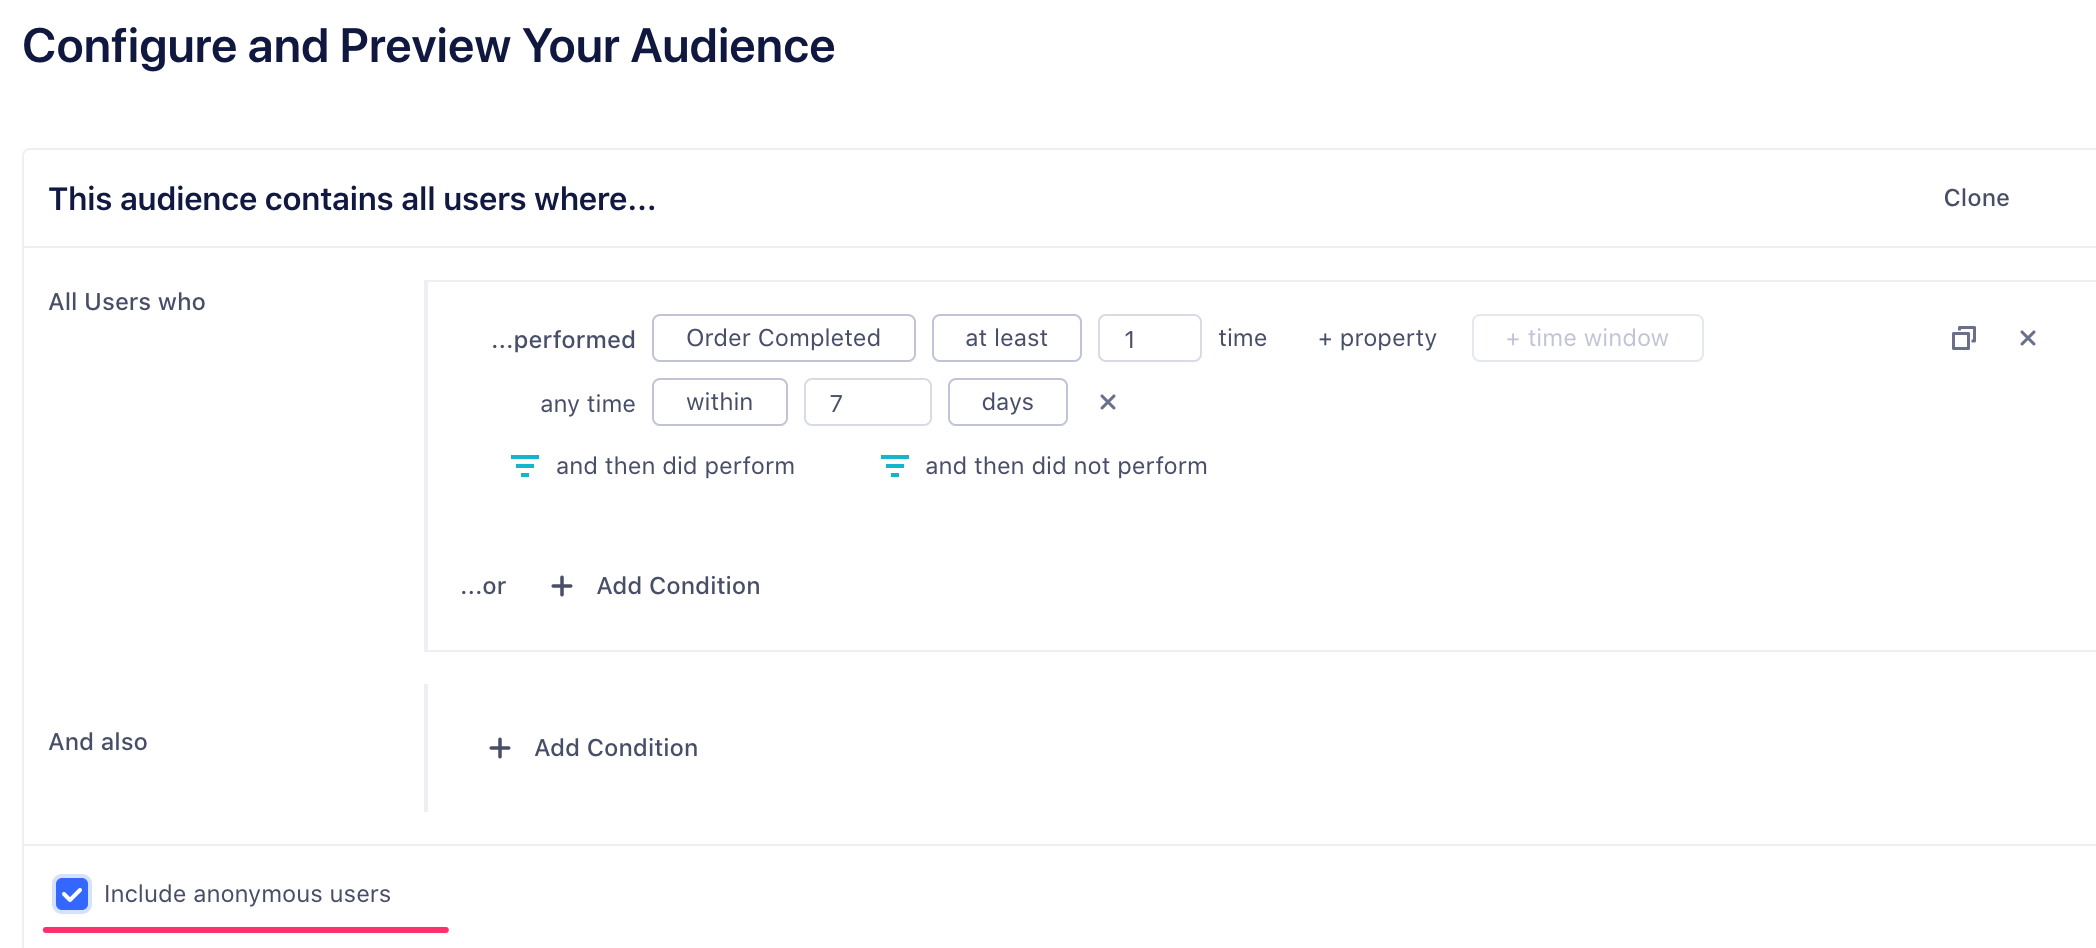 Configure and Preview Your Audience
This audience contains all users where...
Clone
All Users who
...performed Order Completed at least 1 time + property + time window
any time within 7 days
and then did perform and then did not perform
...or + Add Condition
And also
+ Add Condition
Include anonymous users